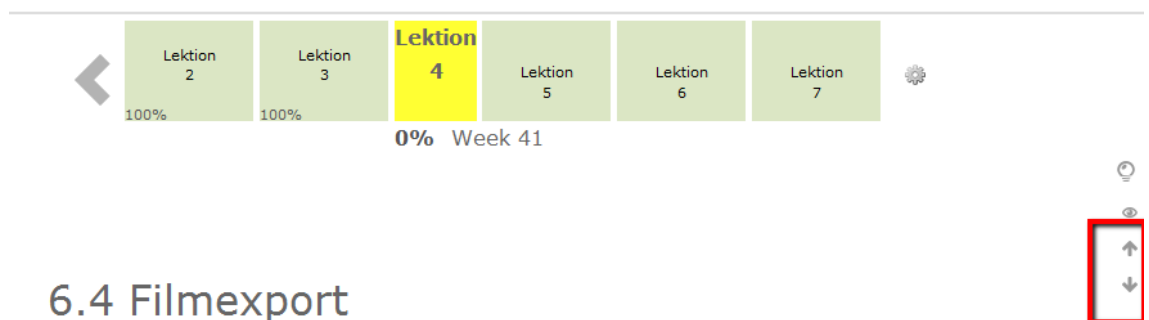 Lektion
2
100%
Lektion
3
100%
Lektion
4
Lektion
5
Lektion
6
Lektion
7
0% Week 41
6.4 Filmexport